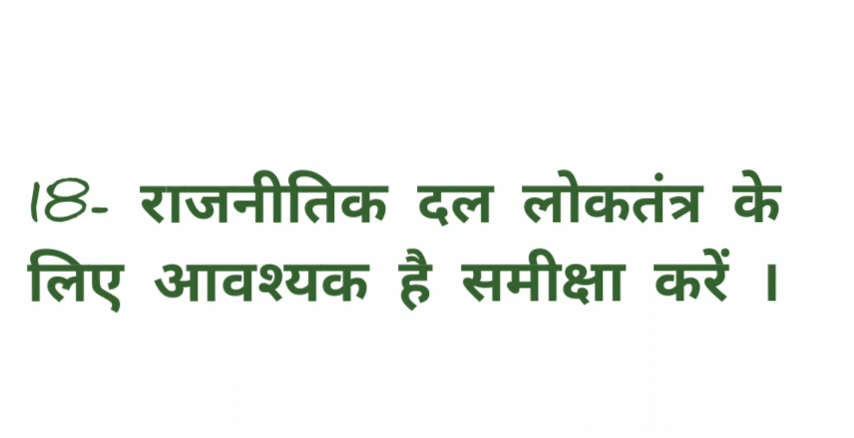 18- राजनीतिक दल लोकतंत्र के
लिए आवश्यक है समीक्षा करें ।